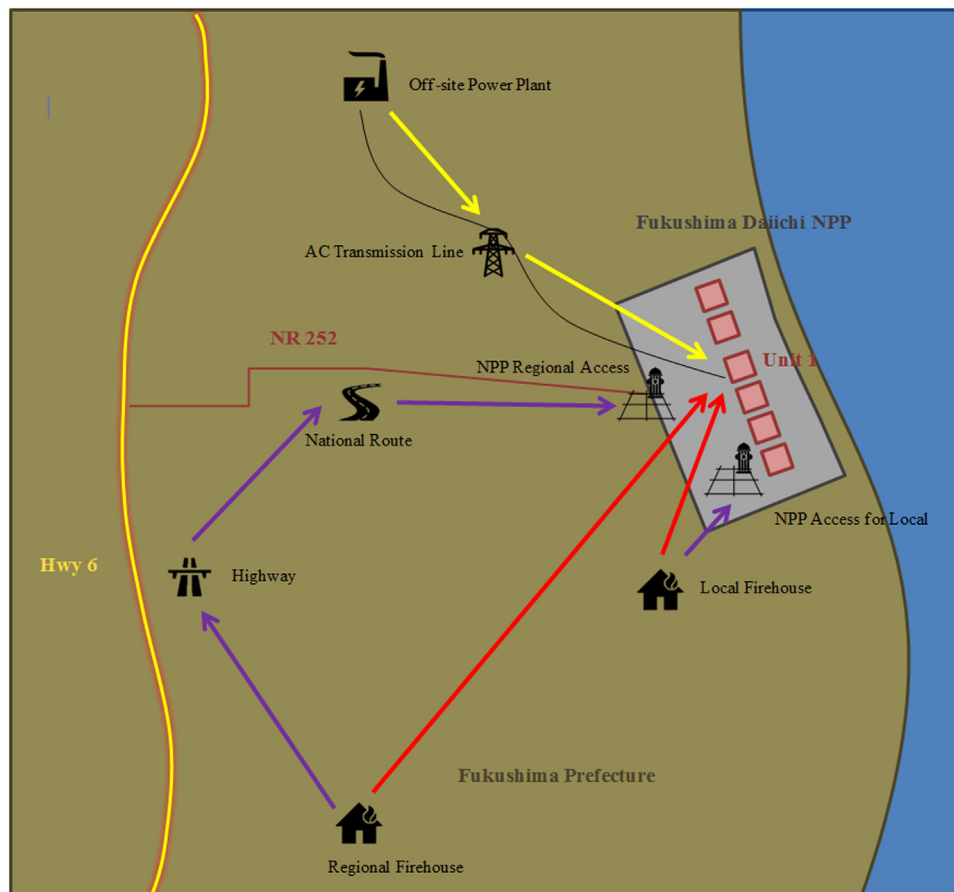 Off-site Power Plant
Fukushima Daiichi NPP
AC Transmission Line
NR 252
Unit 1
NPP Regional Access
National Route
NPP Access for Local
Hwy 6
Highway
Local Firehouse
Fukushima Prefecture
Regional Firehouse